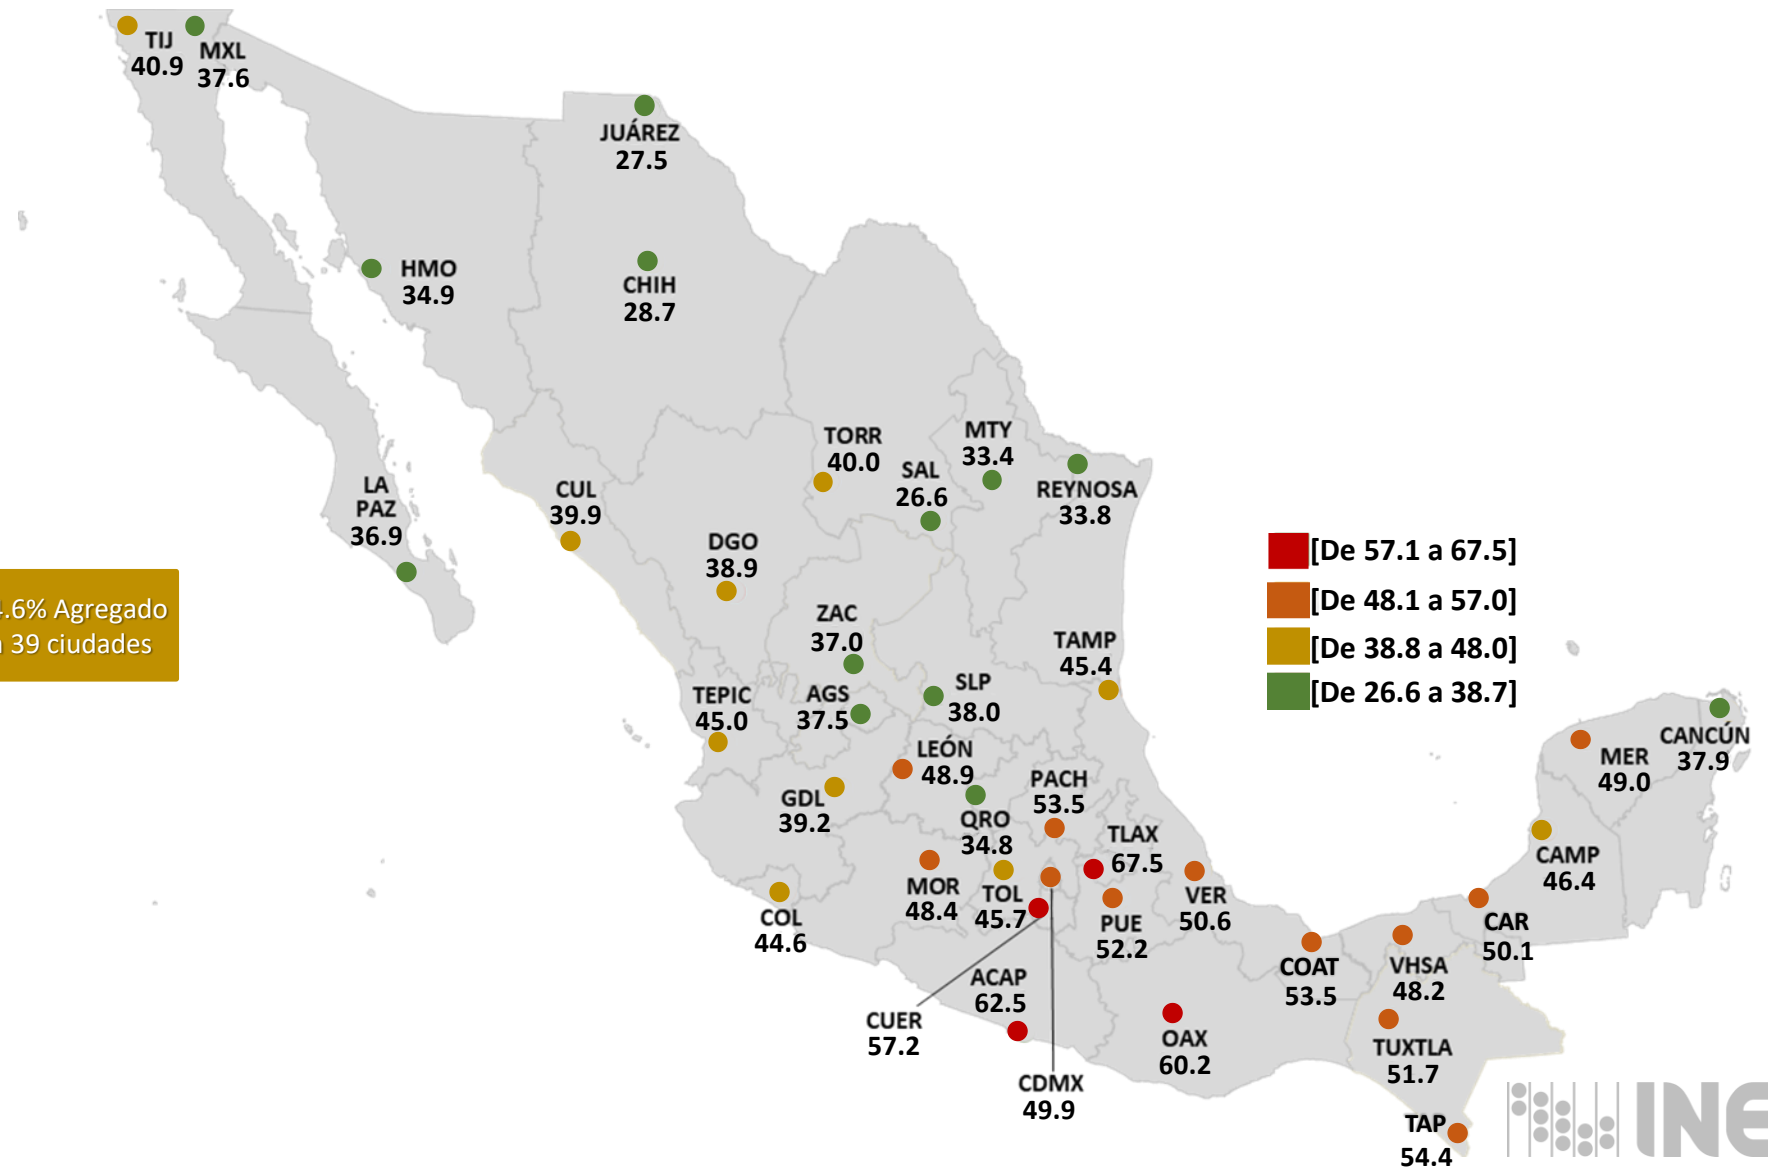 TIJ
40.9
MXL
37.6
JUÁREZ
27.5
HMO
34.9
CHIH
28.7
TORR
40.0
MTY
33.4
SAL
26.6
REYNOSA
33.8
LA
PAZ
36.9
CUL
39.9
DGO
38.9
[De 57.1 a 67.5]
[De 48.1 a 57.0]
[De 38.8 a 48.0]
[De 26.6 a 38.7]
.6% Agregado
39 ciudades
ZAC
37.0
TAMP
45.4
TEPIC
45.0
AGS
37.5
SLP
38.0
LEÓN
48.9
PACH
53.5
MER
49.0
CANCÚN
37.9
GDL
39.2
QRO
34.8
TLAX
67.5
CAMP
46.4
MOR
48.4
TOL
45.7
PUE
52.2
VER
50.6
COL
44.6
CAR
50.1
COAT
53.5
VHSA
48.2
ACAP
62.5
CUER
57.2
OAX
60.2
TUXTLA
51.7
CDMX
49.9
TAP
54.4
INE